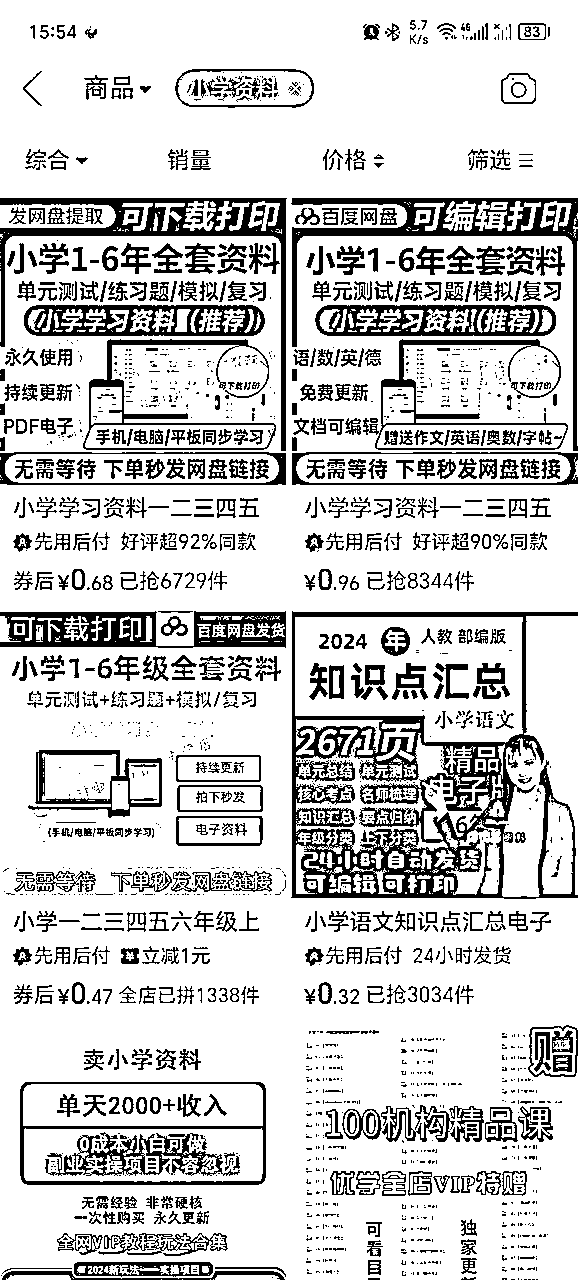 15:54
5.7 K/s
4G
83
商品
小学资料
综合
销量
价格
筛选
发网盘提取 可下载打印
小学1-6年全套资料
单元测试/练习题/模拟/复习
小学学习资料【(推荐)
永久使用
可下载打印
持续更新
PDF电子
手机/电脑/平板同步学习
无需等待 下单秒发网盘链接
小学学习资料一二三四五
先用后付 好评超92%同款
券后¥0.68 已抢6729件
百度网盘 可编辑打印
小学1-6年全套资料
单元测试/练习题/模拟/复习
小学学习资料((推荐)
语/数/英/德
可下载打印
免费更新
文档可编辑
赠送作文/英语/奥数/字帖~
无需等待 下单秒发网盘链接
小学学习资料一二三四五
先用后付 好评超90%同款
¥0.96 已抢8344件
可下载打印 百度网盘发货
小学1-6年级全套资料
单元测试+练习题+模拟/复习
持续更新
拍下秒发
电子资料
(手机/电脑/平板同步学习)
无需等待 下单秒发网盘链接
小学一二三四五六年级上
先用后付 立减1元
券后¥0.47 全店已拼1338件
2024 年 人教 部编版
知识点汇总
小学语文
2671页
精品
电子版
单元总结 单元测试
核心考点 名师梳理
知识汇总 要点归纳
年级分类 上下分类
24小时自动发货
可编辑 可打印
小学语文知识点汇总电子
先用后付 24小时发货
¥0.32 已抢3034件
卖小学资料
单天2000+收入
0成本小白可做
副业实操项目不容忽视
无需经验 非常硬核
一次性购买 永久更新
全网VIP教程玩法合集
2024新玩法——实操项目
赠
100机构精品课
优学全店VIP特赠
可看目
独家更新